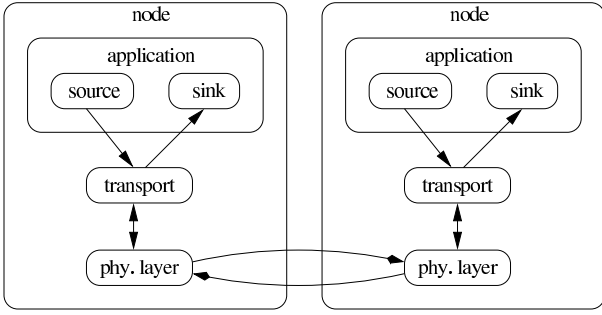 node
application
source
sink
transport
phy. layer
node
application
source
sink
transport
phy. layer